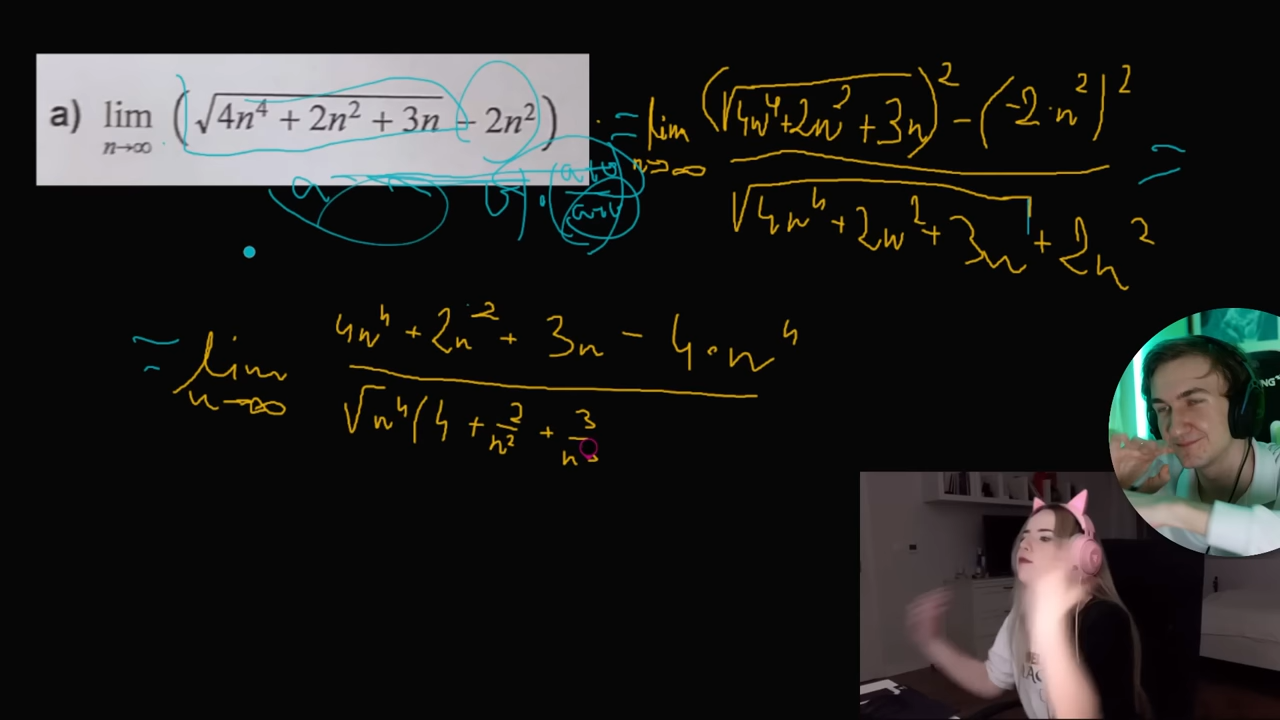 a) lim n→∞ (√4n⁴ + 2n² + 3n - 2n²)
= lim n→∞ (√4n⁴+2n²+3n)² - (-2·n²)² / √4n⁴+2n²+3n + 2n² =
a b) · (a+b / a+b)
= lim n→∞ 4n⁴ + 2n² + 3n - 4·n⁴ / √n⁴(4 + 2/n² + 3/n³